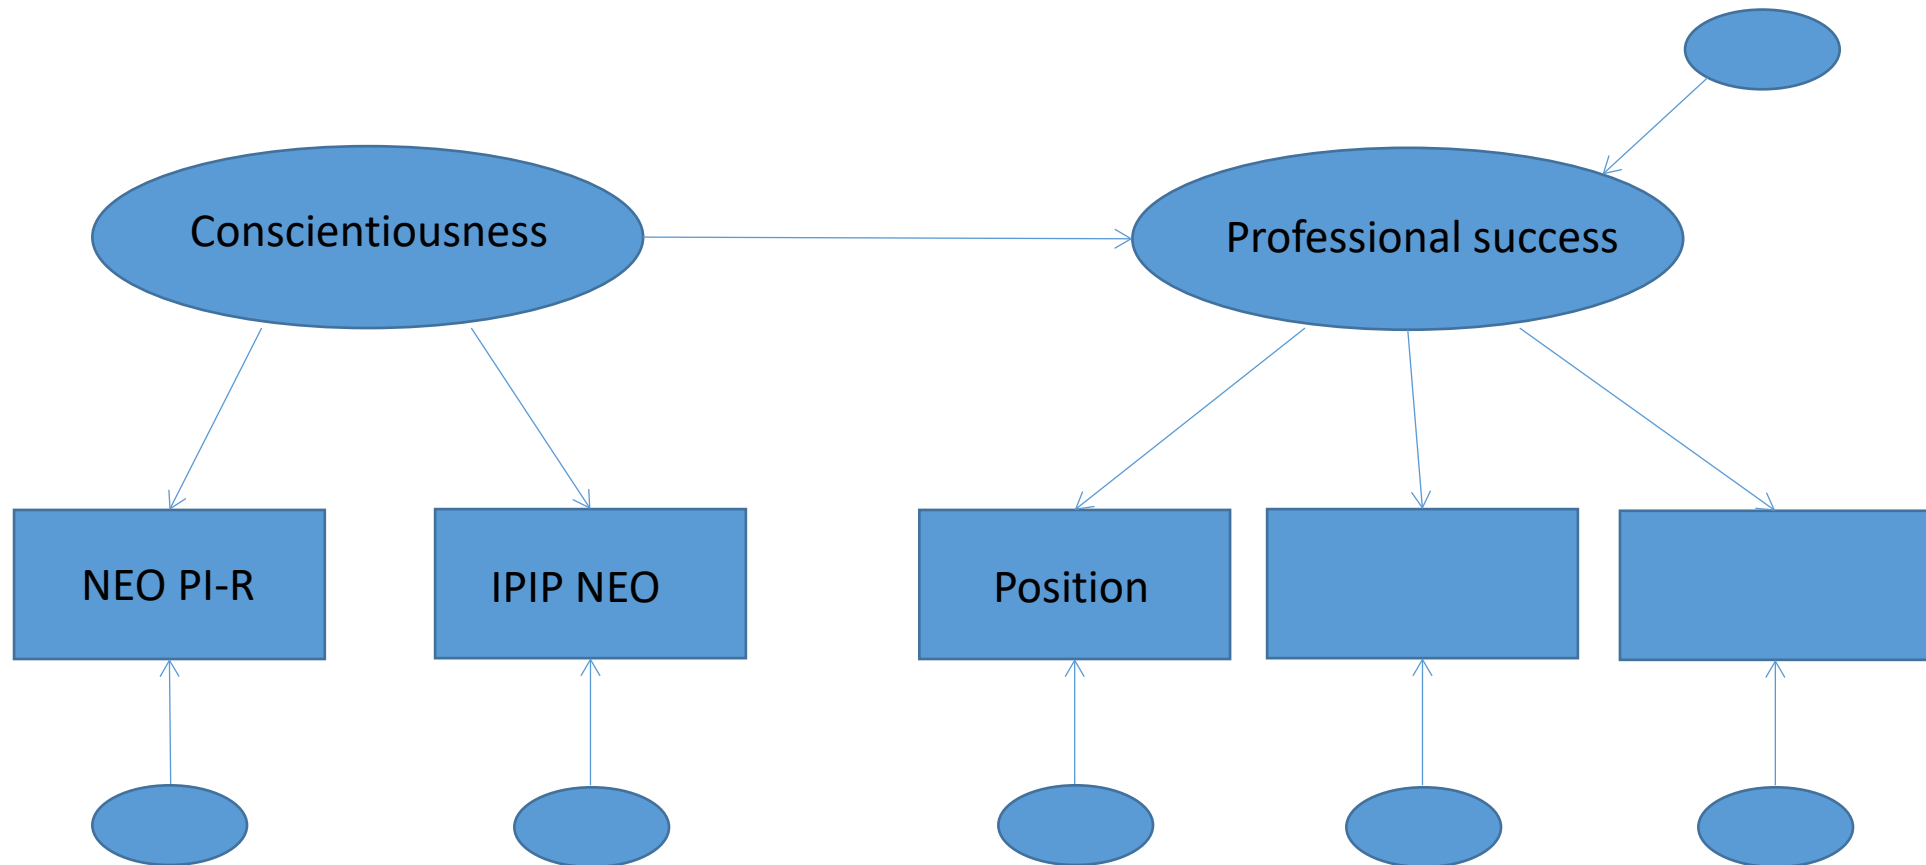 Conscientiousness
Professional success
NEO PI-R
IPIP NEO
Position